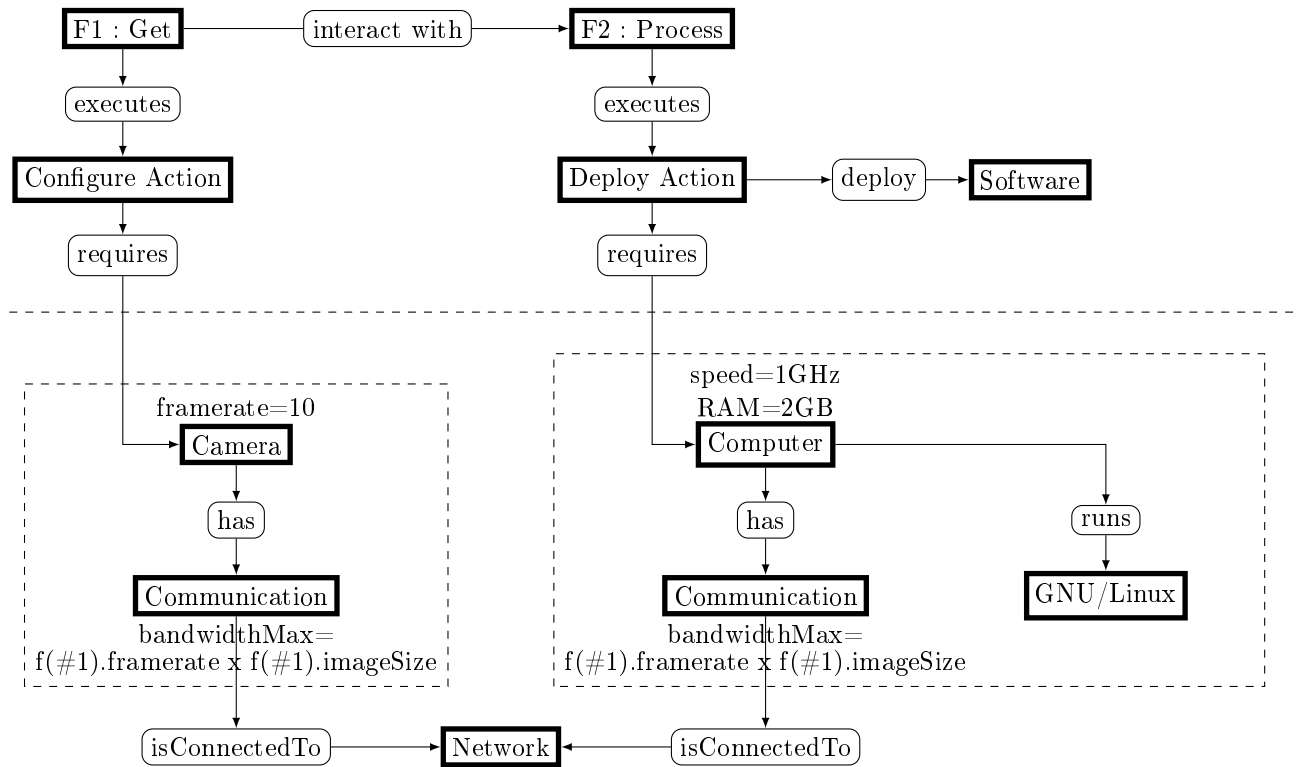 F1 : Get
interact with
F2 : Process
executes
executes
Configure Action
Deploy Action
deploy
Software
requires
requires
speed=1GHz
RAM=2GB
framerate=10
Camera
Computer
has
has
runs
Communication
Communication
GNU/Linux
bandwidthMax=
f(#1).framerate x f(#1).imageSize
bandwidthMax=
f(#1).framerate x f(#1).imageSize
isConnectedTo
Network
isConnectedTo